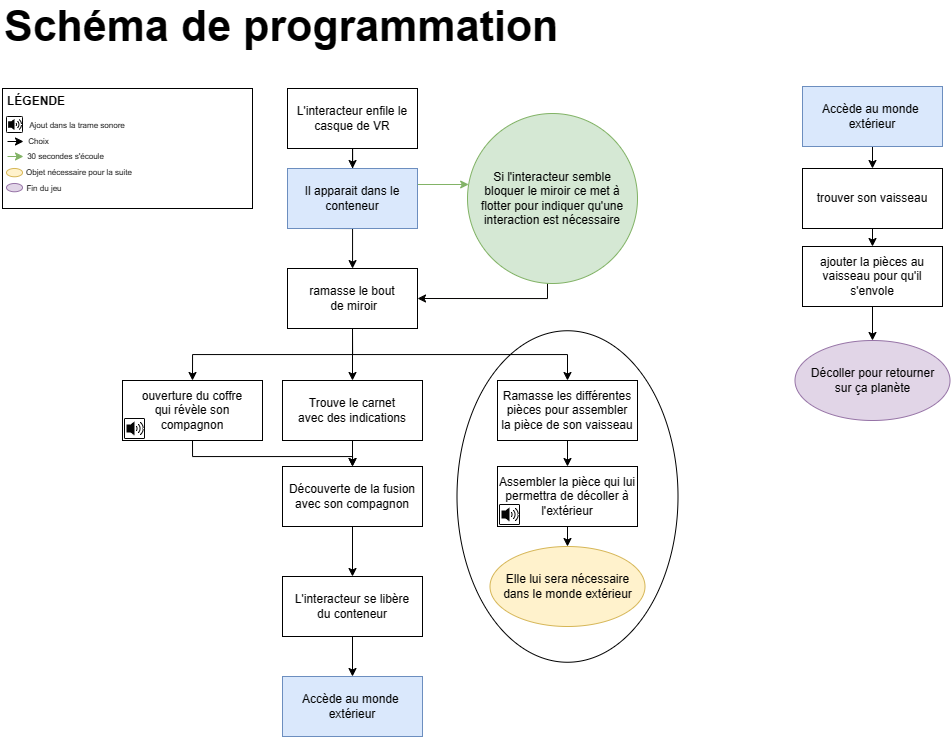 Schéma de programmation
LÉGENDE
Ajout dans la trame sonore
Choix
30 secondes s'écoule
Objet nécessaire pour la suite
Fin du jeu
L'interacteur enfile le
casque de VR
Il apparait dans le
conteneur
Si l'interacteur semble
bloquer le miroir ce met à
flotter pour indiquer qu'une
interaction est nécessaire
ramasse le bout
de miroir
ouverture du coffre
qui révèle son
compagnon
Trouve le carnet
avec des indications
Ramasse les différentes
pièces pour assembler
la pièce de son vaisseau
Découverte de la fusion
avec son compagnon
Assembler la pièce qui lui
permettra de décoller à
l'extérieur
Elle lui sera nécessaire
dans le monde extérieur
L'interacteur se libère
du conteneur
Accède au monde
extérieur
Accède au monde
extérieur
trouver son vaisseau
ajouter la pièces au
vaisseau pour qu'il
s'envole
Décoller pour retourner
sur ça planète